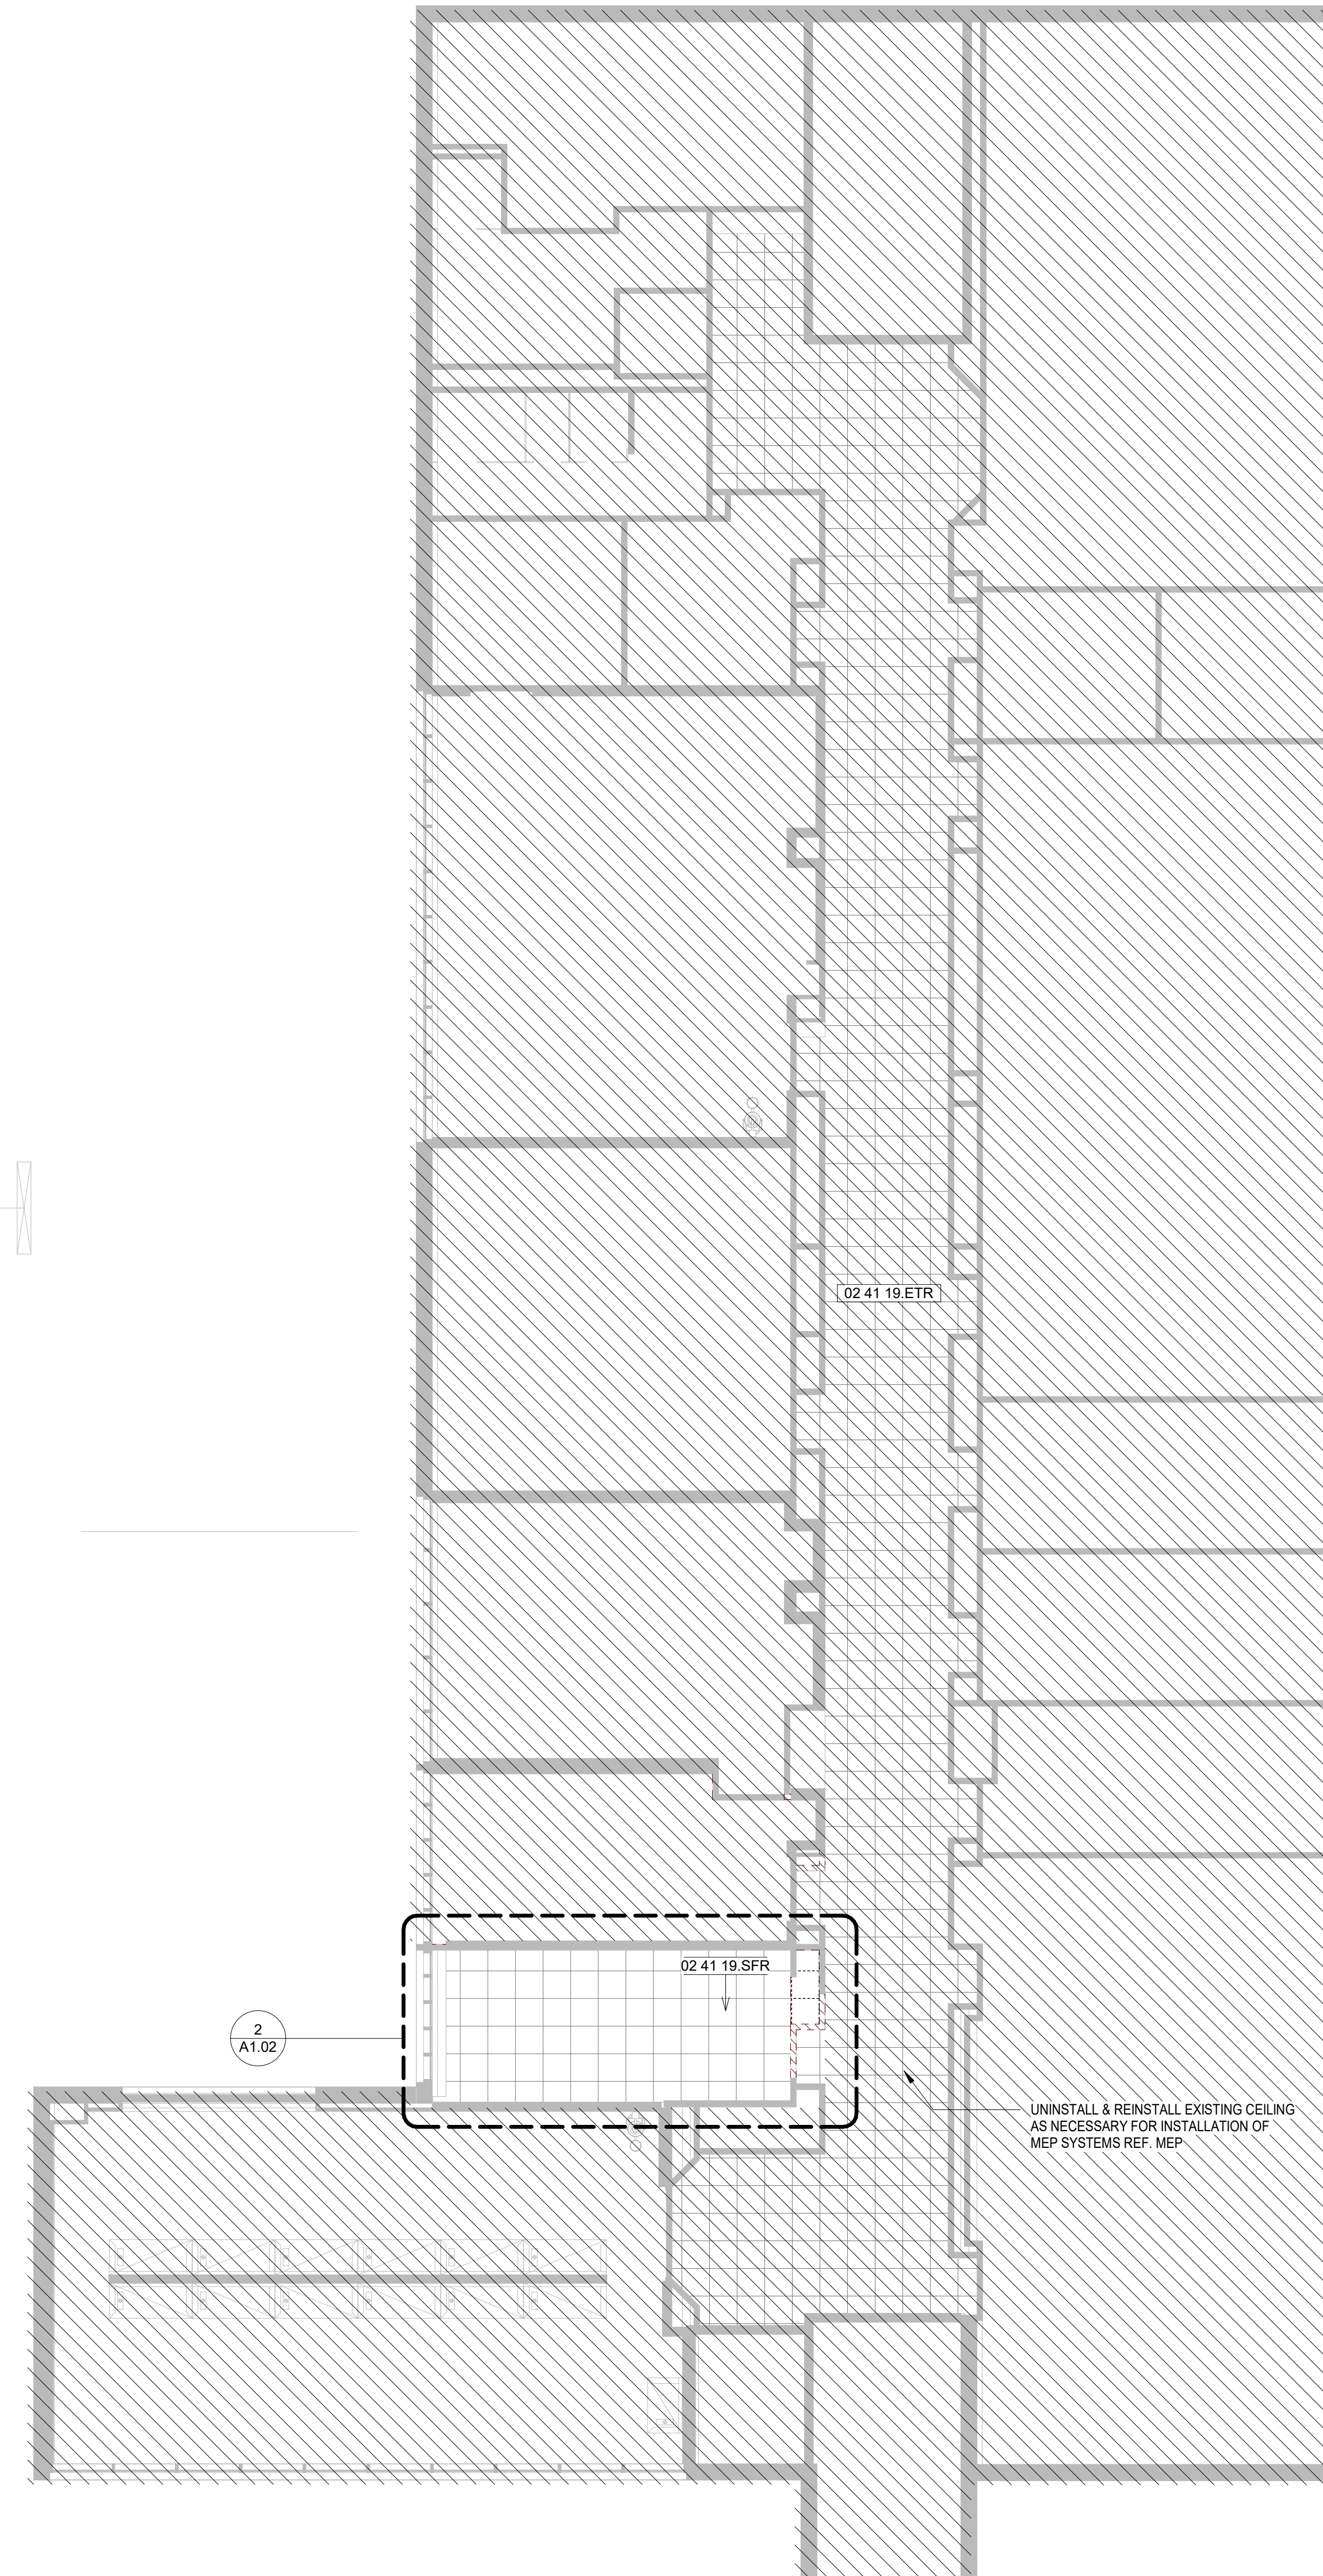 02 41 19.ETR
02 41 19.SFR
2
A1.02
UNINSTALL & REINSTALL EXISTING CEILING
AS NECESSARY FOR INSTALLATION OF
MEP SYSTEMS REF. MEP